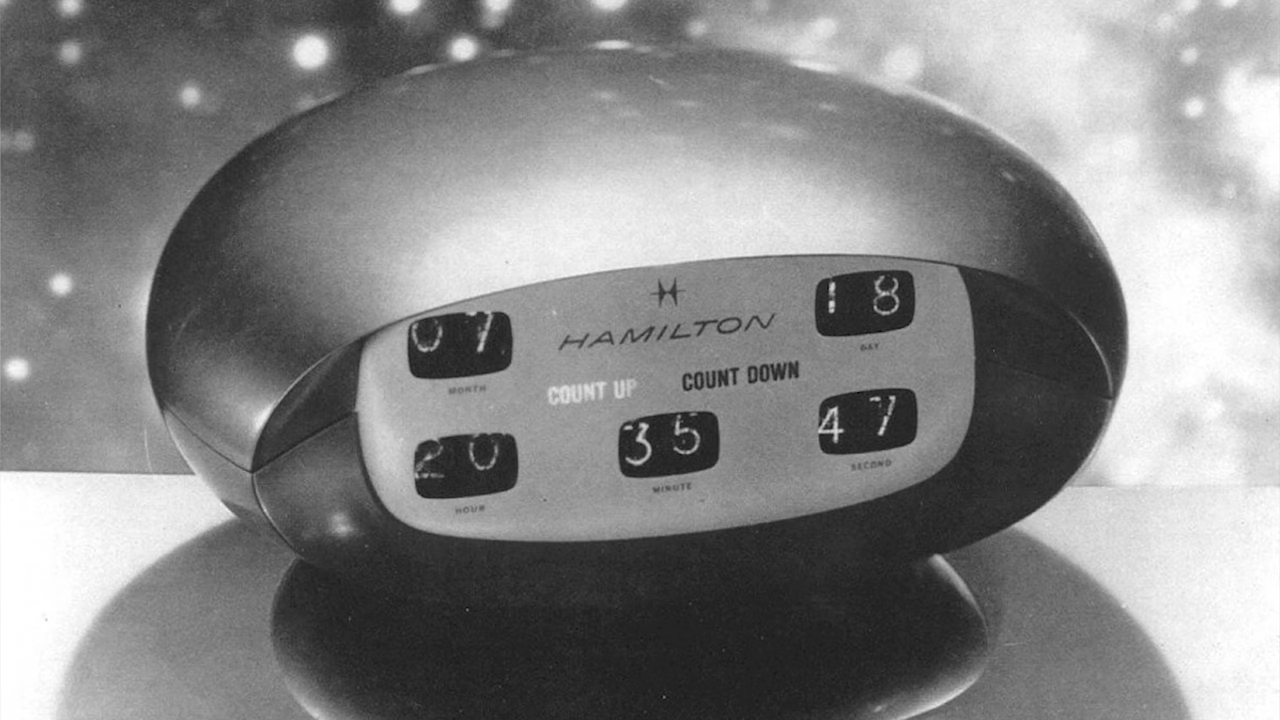 07
MONTH
HAMILTON
18
DAY
COUNT UP
COUNT DOWN
20
HOUR
35
MINUTE
47
SECOND